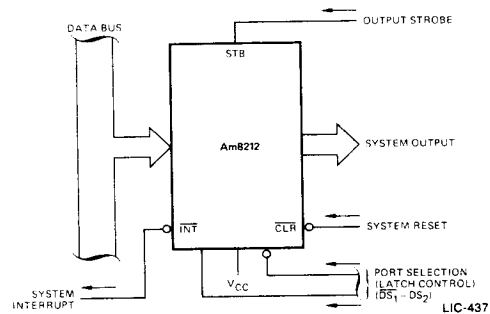 OUTPUT STROBE
DATA BUS
STB
Am8212
SYSTEM OUTPUT
INT
CLR
SYSTEM RESET
VCC
SYSTEM
INTERRUPT
PORT SELECTION
(LATCH CONTROL)
(DS1 - DS2)
LIC-437